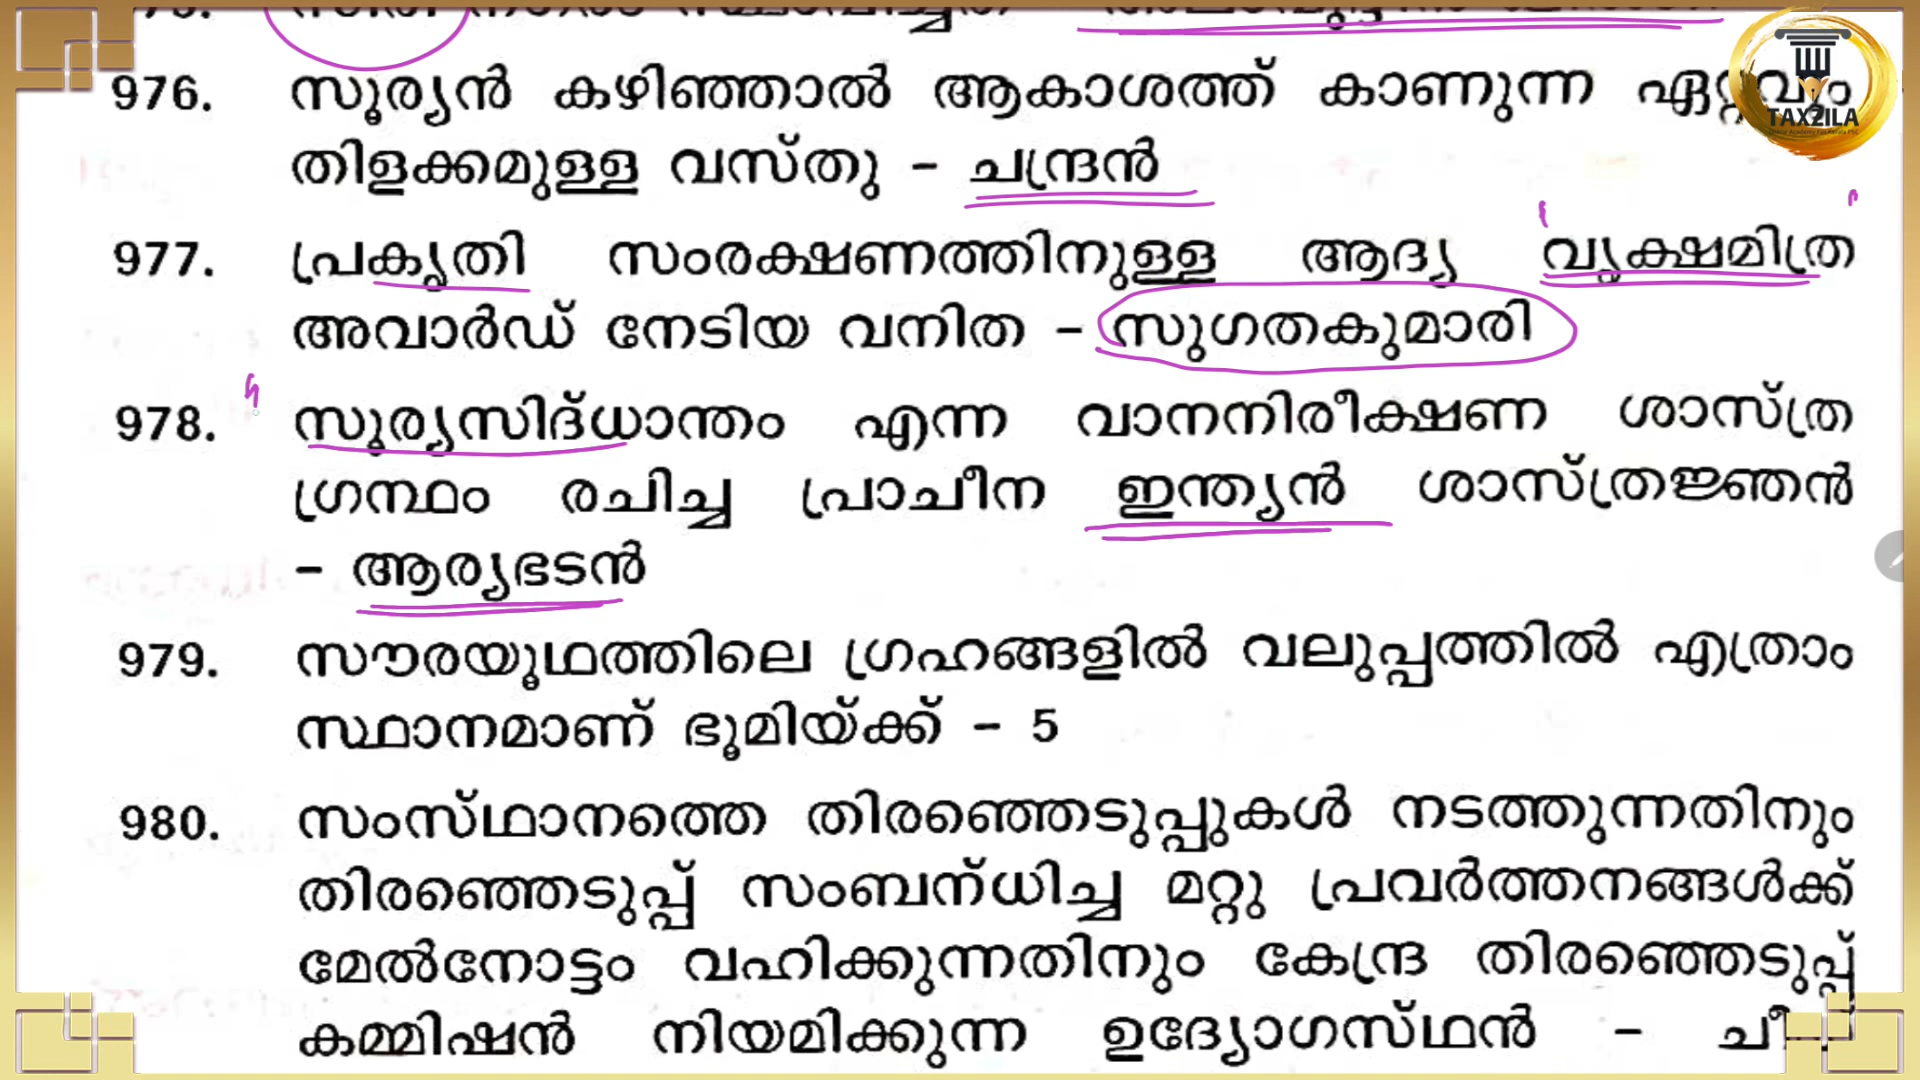 976. സൂര്യൻ കഴിഞ്ഞാൽ ആകാശത്ത് കാണുന്ന ഏറ്റവും
തിളക്കമുള്ള വസ്തു - ചന്ദ്രൻ
977. പ്രകൃതി സംരക്ഷണത്തിനുള്ള ആദ്യ വൃക്ഷമിത്ര
അവാർഡ് നേടിയ വനിത - സുഗതകുമാരി
978. സൂര്യസിദ്ധാന്തം എന്ന വാനനിരീക്ഷണ ശാസ്ത്ര
ഗ്രന്ഥം രചിച്ച പ്രാചീന ഇന്ത്യൻ ശാസ്ത്രജ്ഞൻ
- ആര്യഭടൻ
979. സൗരയൂഥത്തിലെ ഗ്രഹങ്ങളിൽ വലുപ്പത്തിൽ എത്രാം
സ്ഥാനമാണ് ഭൂമിയ്ക്ക് - 5
980. സംസ്ഥാനത്തെ തിരഞ്ഞെടുപ്പുകൾ നടത്തുന്നതിനും
തിരഞ്ഞെടുപ്പ് സംബന്ധിച്ച മറ്റു പ്രവർത്തനങ്ങൾക്ക്
മേൽനോട്ടം വഹിക്കുന്നതിനും കേന്ദ്ര തിരഞ്ഞെടുപ്പ്
കമ്മിഷൻ നിയമിക്കുന്ന ഉദ്യോഗസ്ഥൻ -
TAXZILA